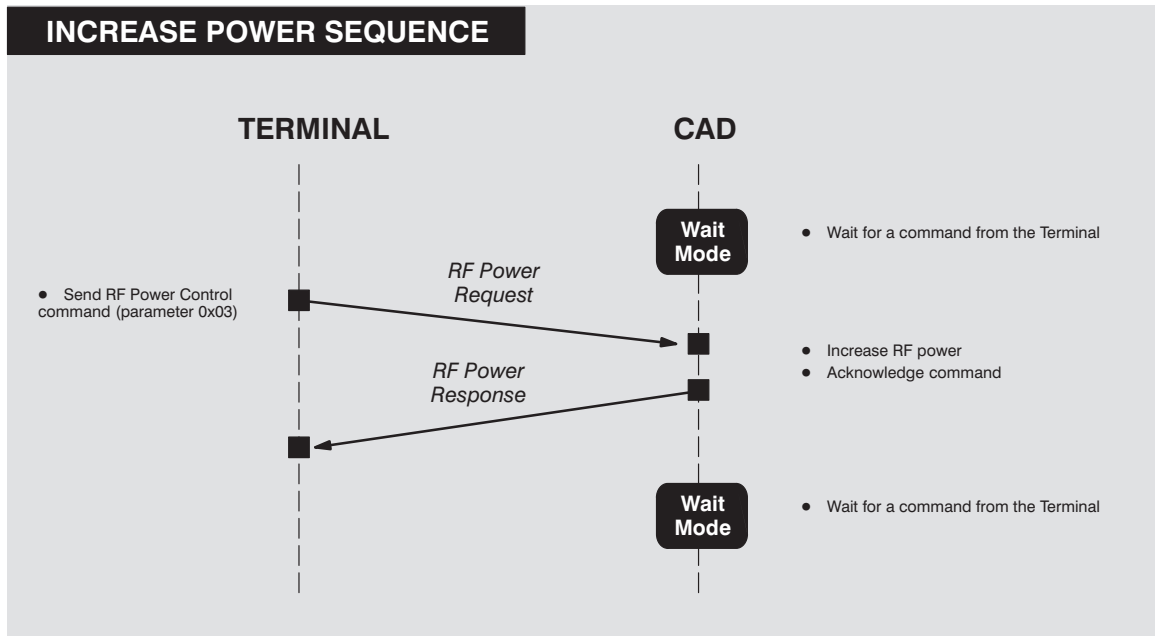 INCREASE POWER SEQUENCE
TERMINAL
CAD
Wait
Mode
● Wait for a command from the Terminal
RF Power
Request
● Send RF Power Control
command (parameter 0x03)
● Increase RF power
● Acknowledge command
RF Power
Response
Wait
Mode
● Wait for a command from the Terminal